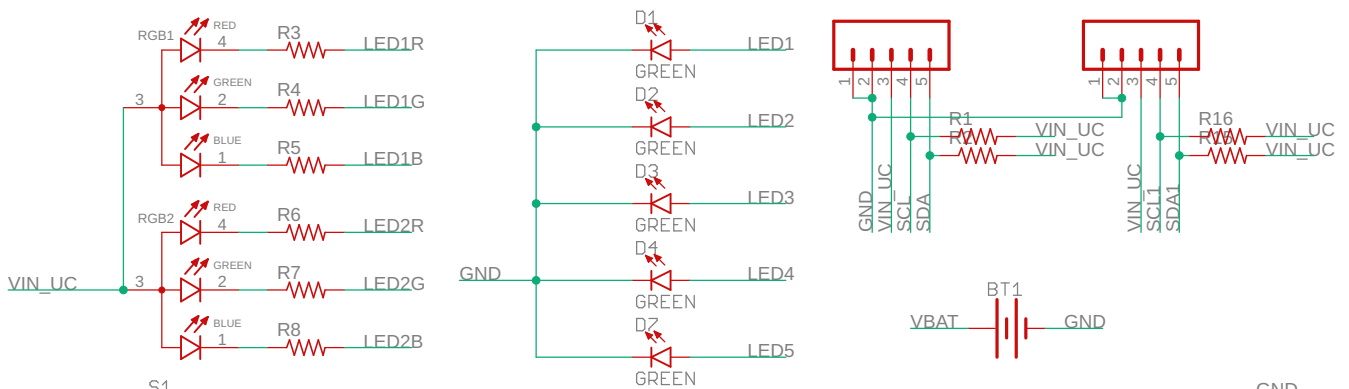 RGB1
RED
4
R3
LED1R
3
GREEN
2
R4
LED1G
BLUE
1
R5
LED1B
RGB2
RED
4
R6
LED2R
VIN_UC
3
GREEN
2
R7
LED2G
BLUE
1
R8
LED2B
S1
D1
LED1
GREEN
D2
LED2
GREEN
D3
LED3
GREEN
GND
D4
LED4
GREEN
D7
LED5
GREEN
1 2 3 4 5
R1
VIN_UC
VIN_UC
GND
VIN_UC
SCL
SDA
1 2 3 4 5
R16
VIN_UC
VIN_UC
VIN_UC
SCL1
SDA1
BT1
VBAT
GND
GND